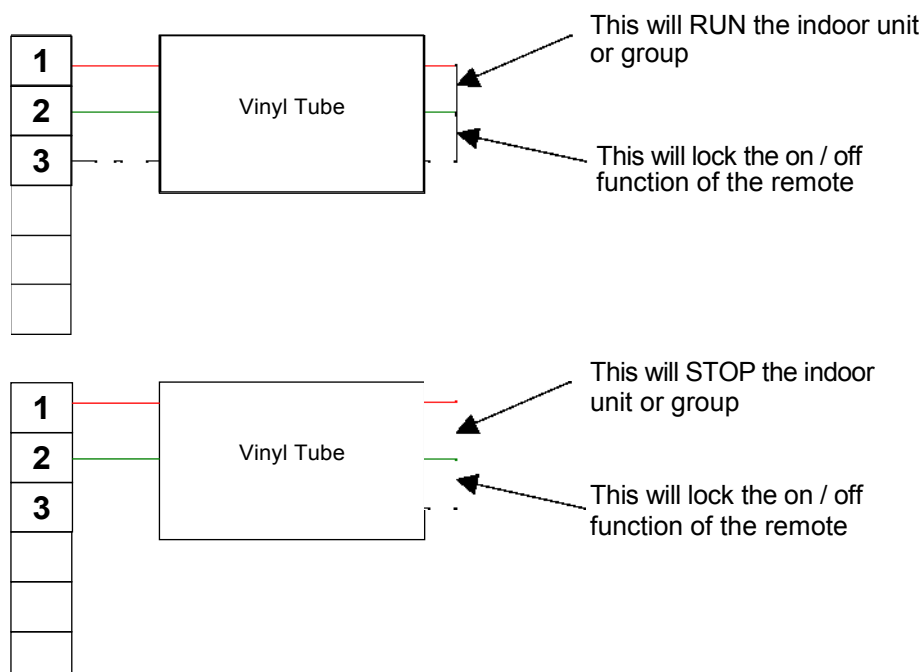 This will RUN the indoor unit
or group
1
2
3
Vinyl Tube
This will lock the on / off
function of the remote
This will STOP the indoor
unit or group
1
2
3
Vinyl Tube
This will lock the on / off
function of the remote